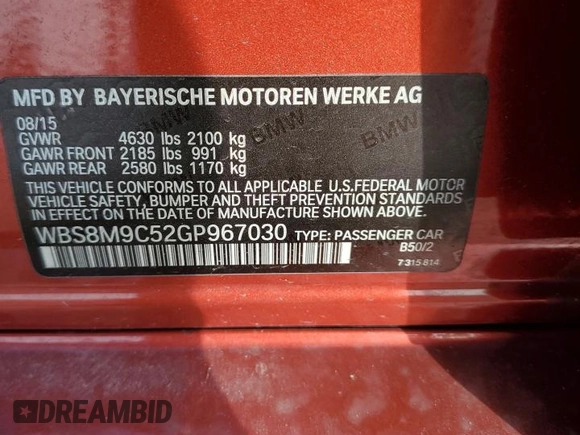 MFD BY BAYERISCHE MOTOREN WERKE AG
08/15
GVWR 4630 lbs 2100 kg
GAWR FRONT 2185 lbs 991 kg
GAWR REAR 2580 lbs 1170 kg
THIS VEHICLE CONFORMS TO ALL APPLICABLE U.S.FEDERAL MOTOR
VEHICLE SAFETY, BUMPER AND THEFT PREVENTION STANDARDS
IN EFFECT ON THE DATE OF MANUFACTURE SHOWN ABOVE.
WBS8M9C52GP967030 TYPE: PASSENGER CAR
B50/2
7315814
BMW
BMW
DREAMBID